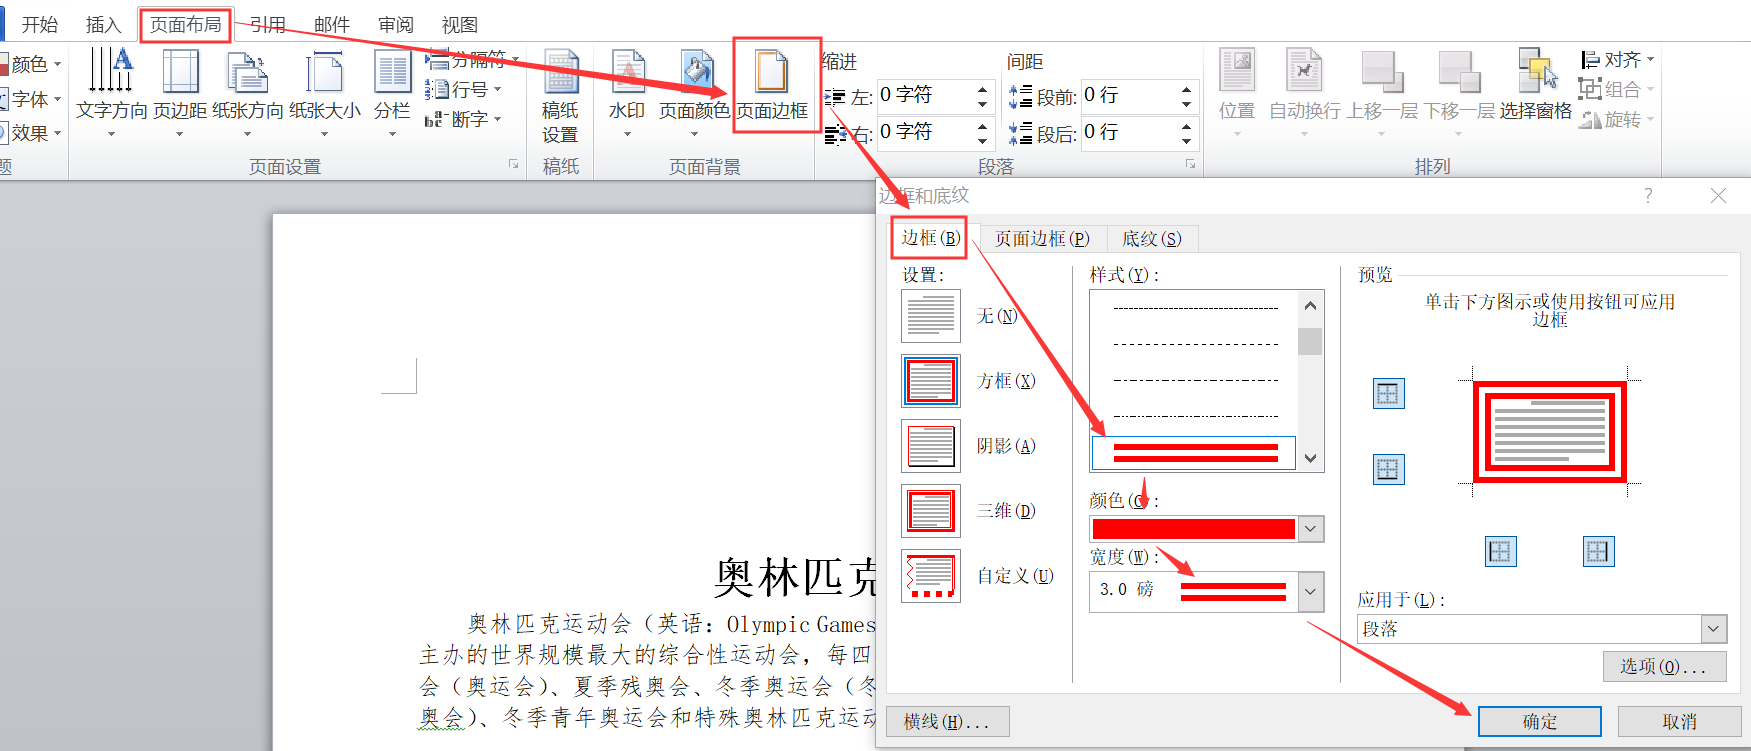 开始 插入 页面布局 引用 邮件 审阅 视图
颜色 分隔符 缩进 间距 对齐
字体 行号 左: 0 字符 段前: 0 行 组合
文字方向 页边距 纸张方向 纸张大小 分栏 稿纸 水印 页面颜色 页面边框 位置 自动换行 上移一层 下移一层 选择窗格
效果 断字 设置 右: 0 字符 段后: 0 行 旋转
题 页面设置 稿纸 页面背景 段落 排列
边框和底纹
边框(B) 页面边框(P) 底纹(S)
设置: 样式(Y): 预览
无(N)
方框(X)
阴影(A)
三维(D)
自定义(U)
颜色(C):
宽度(W):
3.0 磅
单击下方图示或使用按钮可应用
边框
应用于(L):
段落
选项(O)...
横线(H)... 确定 取消
奥林匹克
奥林匹克运动会（英语：Olympic Games
主办的世界规模最大的综合性运动会，每四
会（奥运会）、夏季残奥会、冬季奥运会（冬
奥会）、冬季青年奥运会和特殊奥林匹克运动